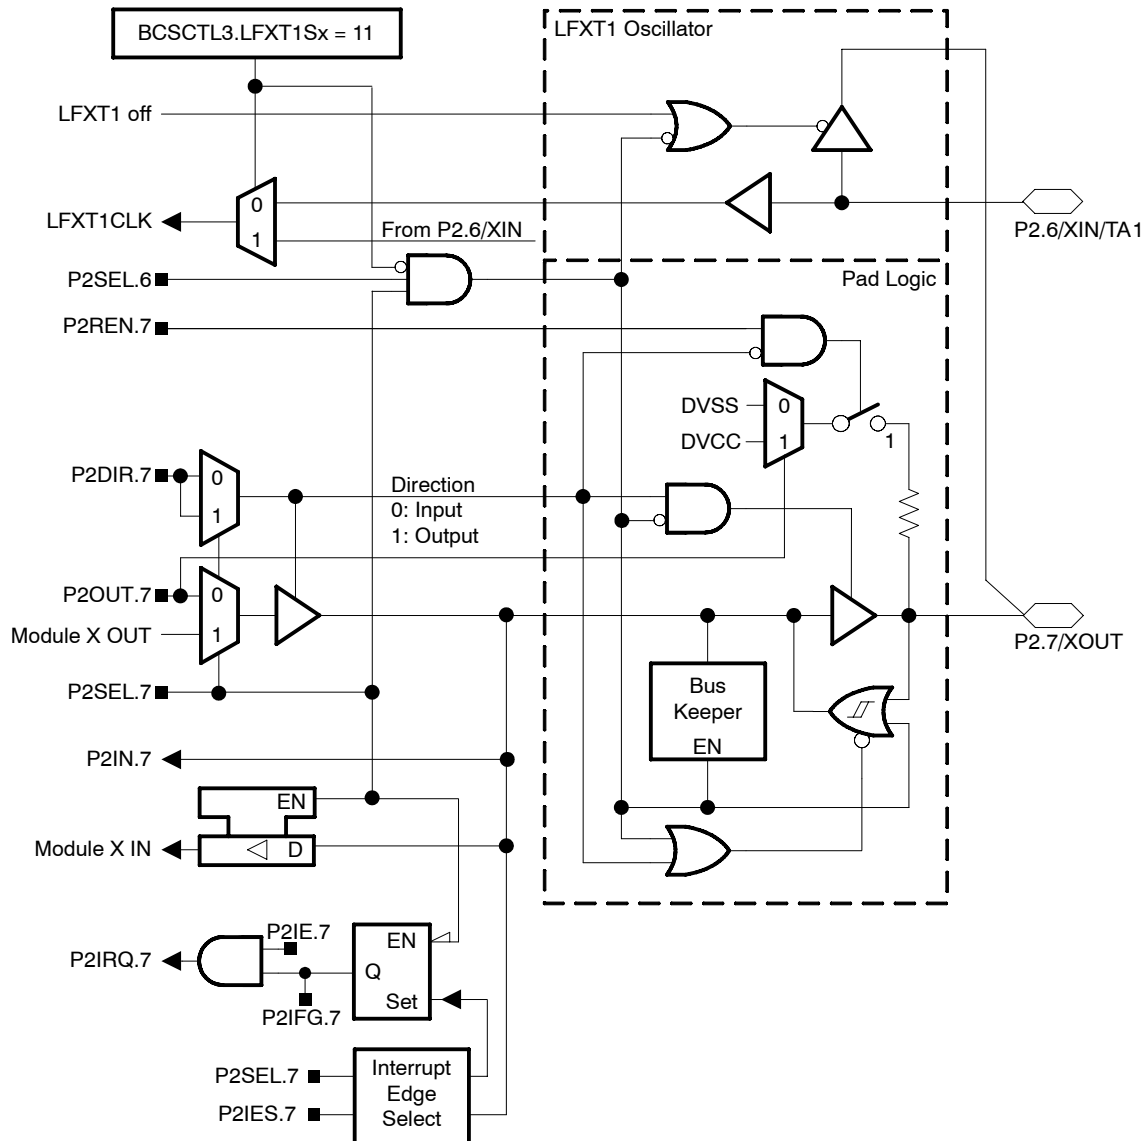 BCSCTL3.LFXT1Sx = 11
LFXT1 Oscillator
LFXT1 off
0
LFXT1CLK
1
From P2.6/XIN
P2.6/XIN/TA1
P2SEL.6
Pad Logic
P2REN.7
DVSS
0
DVCC
1
1
P2DIR.7
0
1
Direction
0: Input
1: Output
P2OUT.7
0
Module X OUT
1
P2.7/XOUT
P2SEL.7
Bus
Keeper
EN
P2IN.7
EN
Module X IN
D
P2IE.7
EN
P2IRQ.7
Q
Set
P2IFG.7
P2SEL.7
P2IES.7
Interrupt
Edge
Select